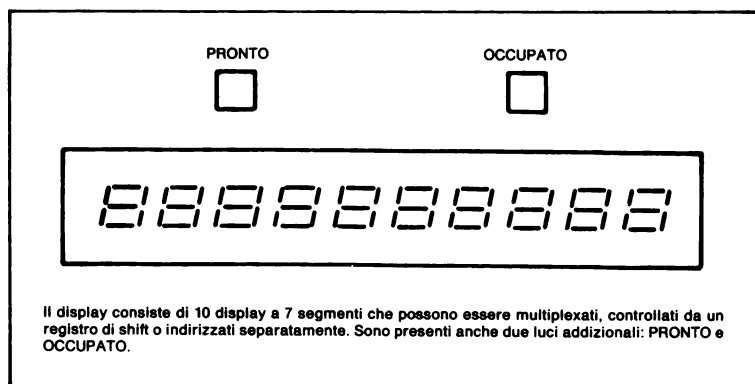 PRONTO OCCUPATO
Il display consiste di 10 display a 7 segmenti che possono essere multiplexati, controllati da un
registro di shift o indirizzati separatamente. Sono presenti anche due luci addizionali: PRONTO e
OCCUPATO.